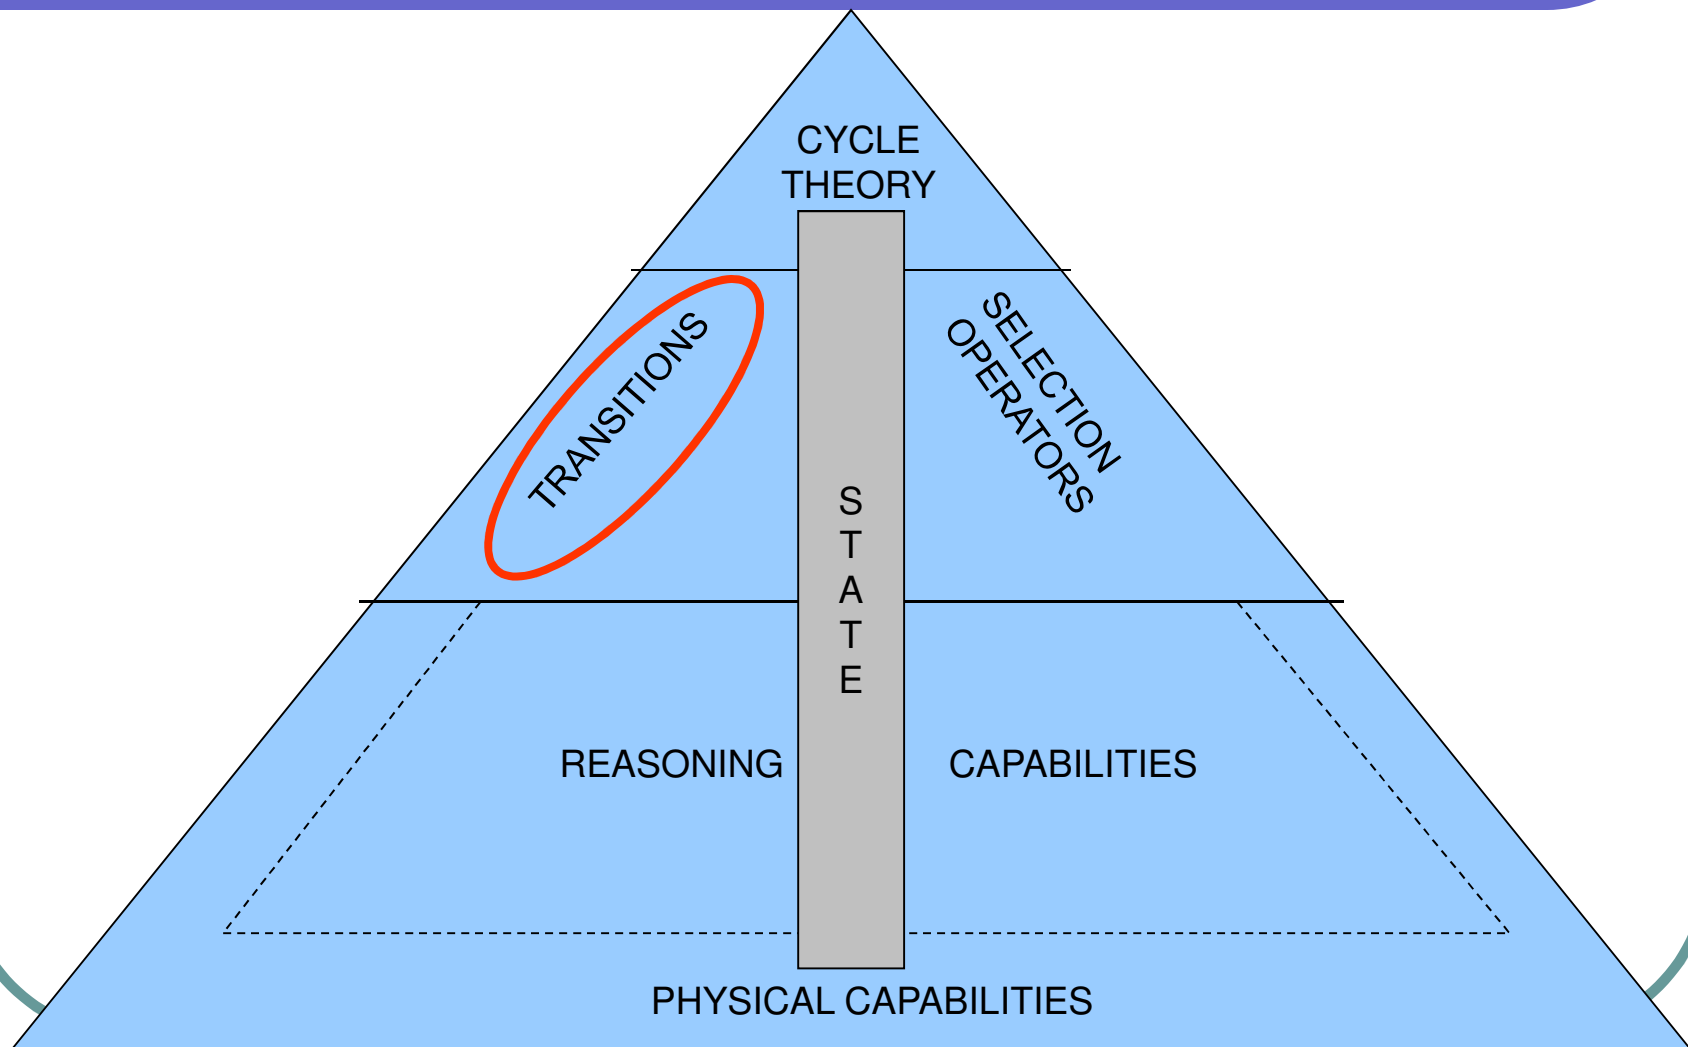 CYCLE
THEORY
TRANSITIONS
SELECTION
OPERATORS
S
T
A
T
E
REASONING
CAPABILITIES
PHYSICAL CAPABILITIES